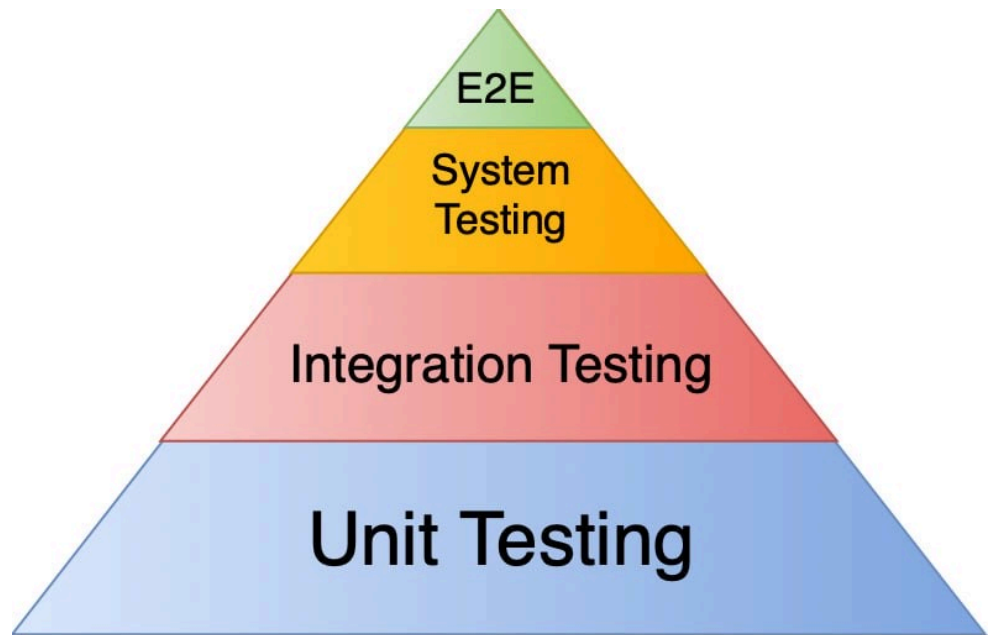 E2E
System
Testing
Integration Testing
Unit Testing